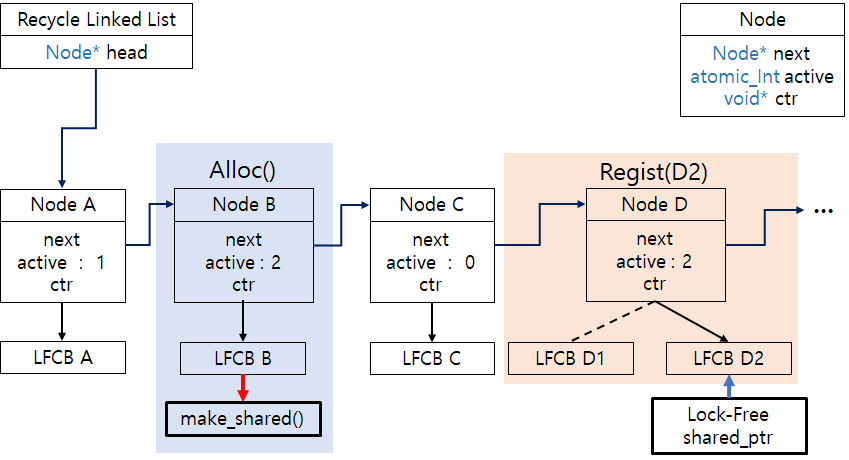 Recycle Linked List
Node* head
Node
Node* next
atomic_Int active
void* ctr
Alloc()
Regist(D2)
Node A
next
active : 1
ctr
Node B
next
active : 2
ctr
Node C
next
active : 0
ctr
Node D
next
active : 2
ctr
...
LFCB A
LFCB B
LFCB C
LFCB D1
LFCB D2
make_shared()
Lock-Free
shared_ptr